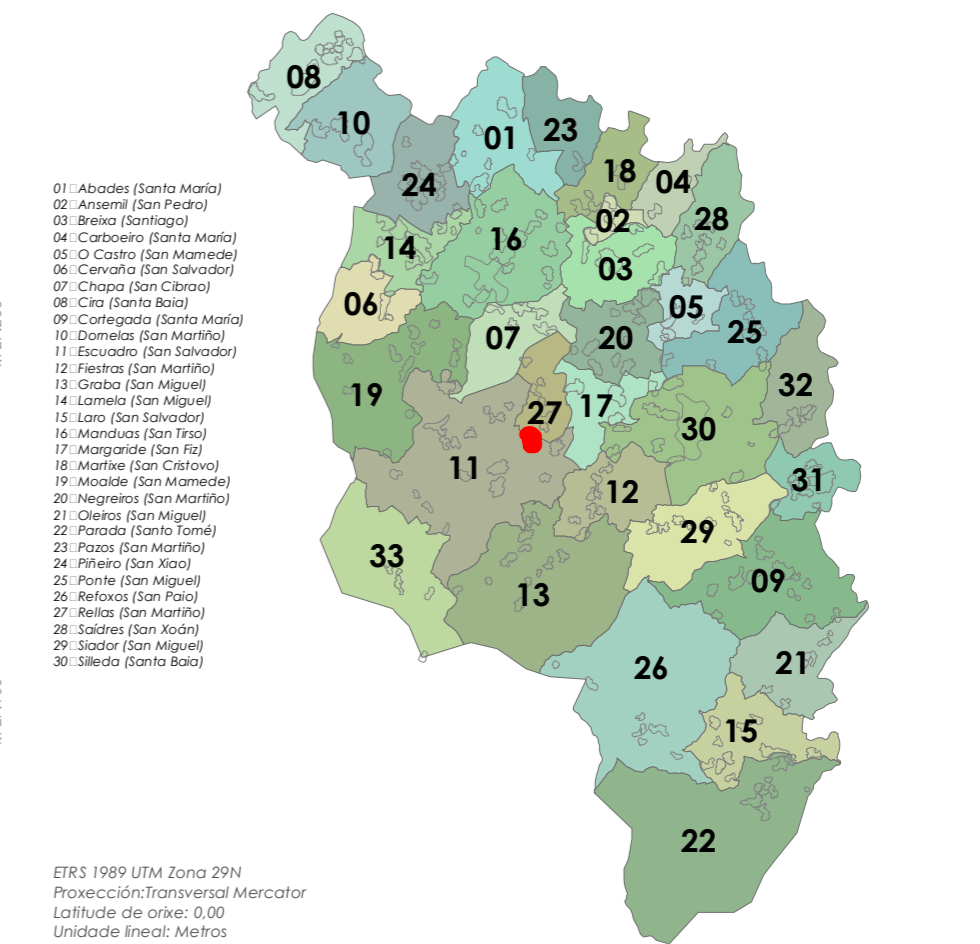 08
10
01
23
18
04
24
02
28
16
14
03
06
05
07
20
25
19
32
27
17
30
11
31
12
29
33
09
13
21
26
15
22
01□Abades (Santa María)
02□Ansemil (San Pedro)
03□Breixa (Santiago)
04□Carboeiro (Santa María)
05□O Castro (San Mamede)
06□Cervaña (San Salvador)
07□Chapa (San Cibrao)
08□Cira (Santa Baia)
09□Cortegada (Santa María)
10□Dornelas (San Martiño)
11□Escuadro (San Salvador)
12□Fiestras (San Martiño)
13□Graba (San Miguel)
14□Lamela (San Miguel)
15□Laro (San Salvador)
16□Manduas (San Tirso)
17□Margaride (San Fiz)
18□Martixe (San Cristovo)
19□Moalde (San Mamede)
20□Negreiros (San Martiño)
21□Oleiros (San Miguel)
22□Parada (Santo Tomé)
23□Pazos (San Martiño)
24□Piñeiro (San Xiao)
25□Ponte (San Miguel)
26□Refoxos (San Paio)
27□Rellas (San Martiño)
28□Saídres (San Xoán)
29□Siador (San Miguel)
30□Silleda (Santa Baia)
ETRS 1989 UTM Zona 29N
Proxección:Transversal Mercator
Latitude de orixe: 0,00
Unidade lineal: Metros